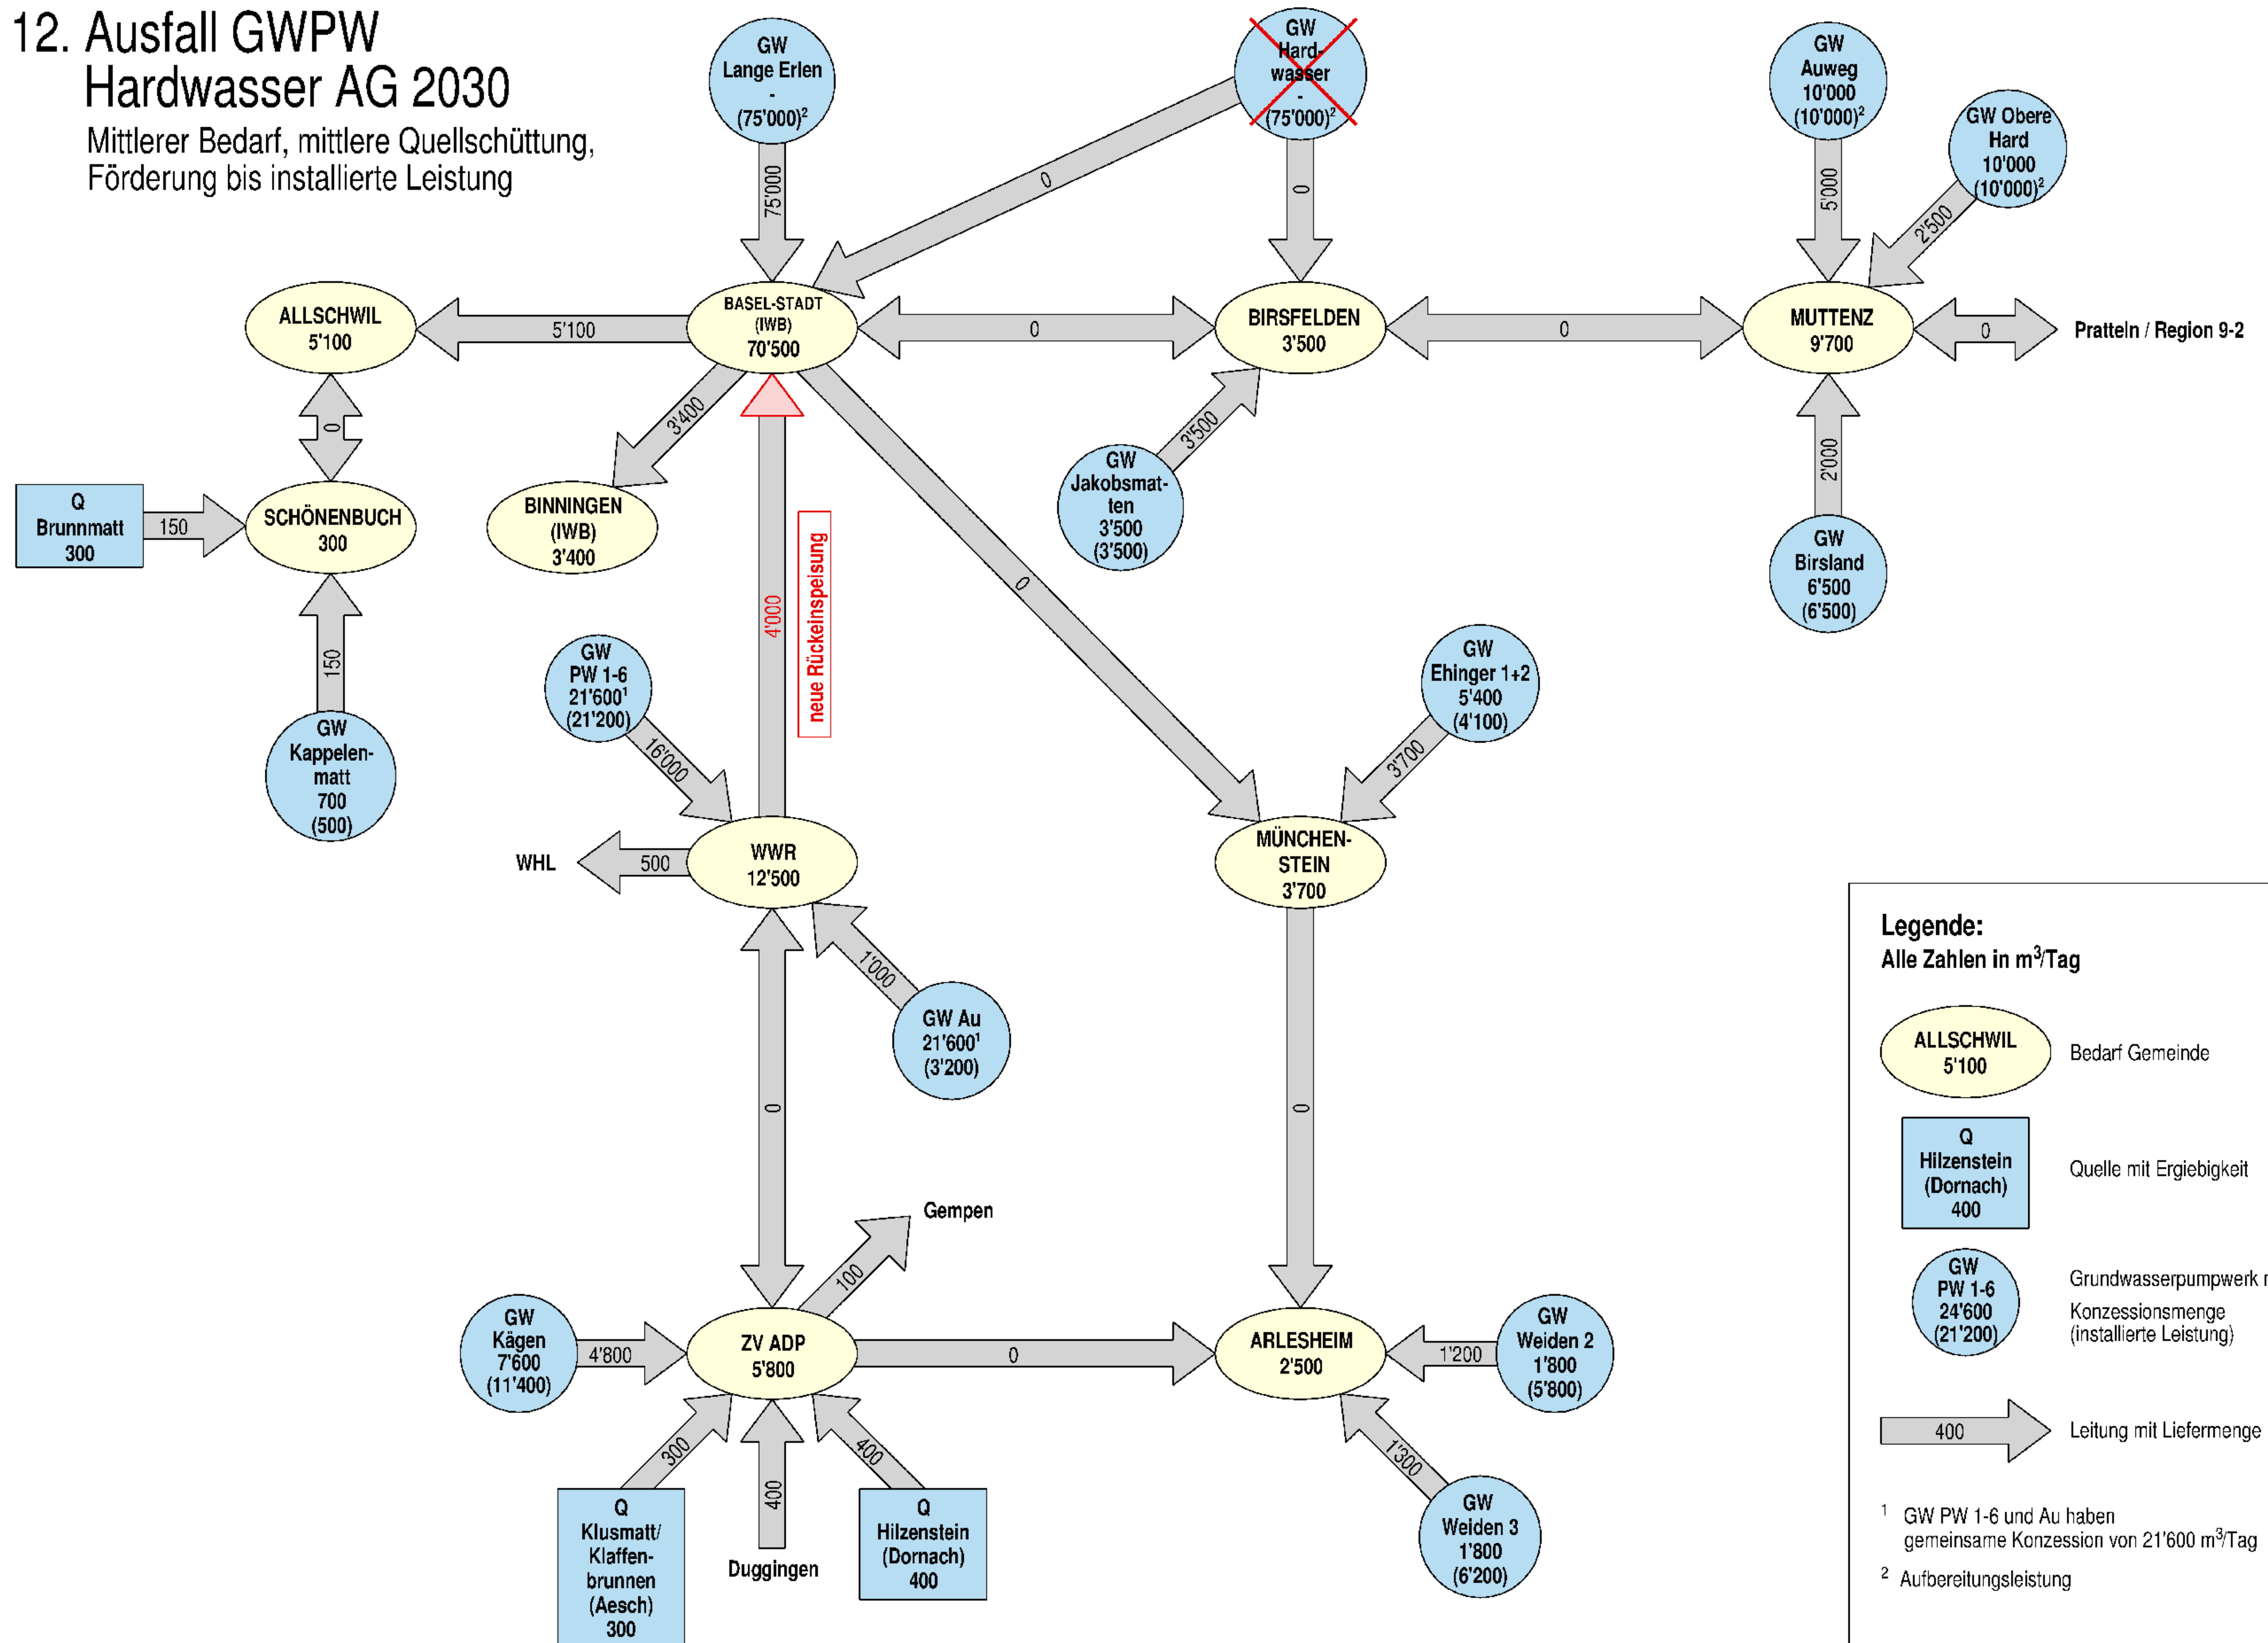 12. Ausfall GWPW
Hardwasser AG 2030
Mittlerer Bedarf, mittlere Quellschüttung,
Förderung bis installierte Leistung
GW
Lange Erlen
-
(75'000)²
75'000
GW
Hard-
wasser
-
(75'000)²
0
0
GW
Auweg
10'000
(10'000)²
5'000
GW Obere
Hard
10'000
(10'000)²
2'500
ALLSCHWIL
5'100
5'100
BASEL-STADT
(IWB)
70'500
0
BIRSFELDEN
3'500
0
MUTTENZ
9'700
0
Pratteln / Region 9-2
0
3'400
3'500
2'000
Q
Brunnmatt
300
150
SCHÖNENBUCH
300
BINNINGEN
(IWB)
3'400
GW
Jakobsmat-
ten
3'500
(3'500)
GW
Birsland
6'500
(6'500)
4'000
neue Rückeinspeisung
0
150
GW
Kappelen-
matt
700
(500)
GW
PW 1-6
21'600¹
(21'200)
16'000
GW
Ehinger 1+2
5'400
(4'100)
3'700
WHL
500
WWR
12'500
MÜNCHEN-
STEIN
3'700
1'000
GW Au
21'600¹
(3'200)
0
0
Gempen
100
GW
Kägen
7'600
(11'400)
4'800
ZV ADP
5'800
0
ARLESHEIM
2'500
1'200
GW
Weiden 2
1'800
(5'800)
300
400
400
1'300
Q
Klusmatt/
Klaffen-
brunnen
(Aesch)
300
Duggingen
Q
Hilzenstein
(Dornach)
400
GW
Weiden 3
1'800
(6'200)
Legende:
Alle Zahlen in m³/Tag
ALLSCHWIL
5'100
Bedarf Gemeinde
Q
Hilzenstein
(Dornach)
400
Quelle mit Ergiebigkeit
GW
PW 1-6
24'600
(21'200)
Grundwasserpumpwerk
Konzessionsmenge
(installierte Leistung)
400
Leitung mit Liefermenge
¹ GW PW 1-6 und Au haben
gemeinsame Konzession von 21'600 m³/Tag
² Aufbereitungsleistung